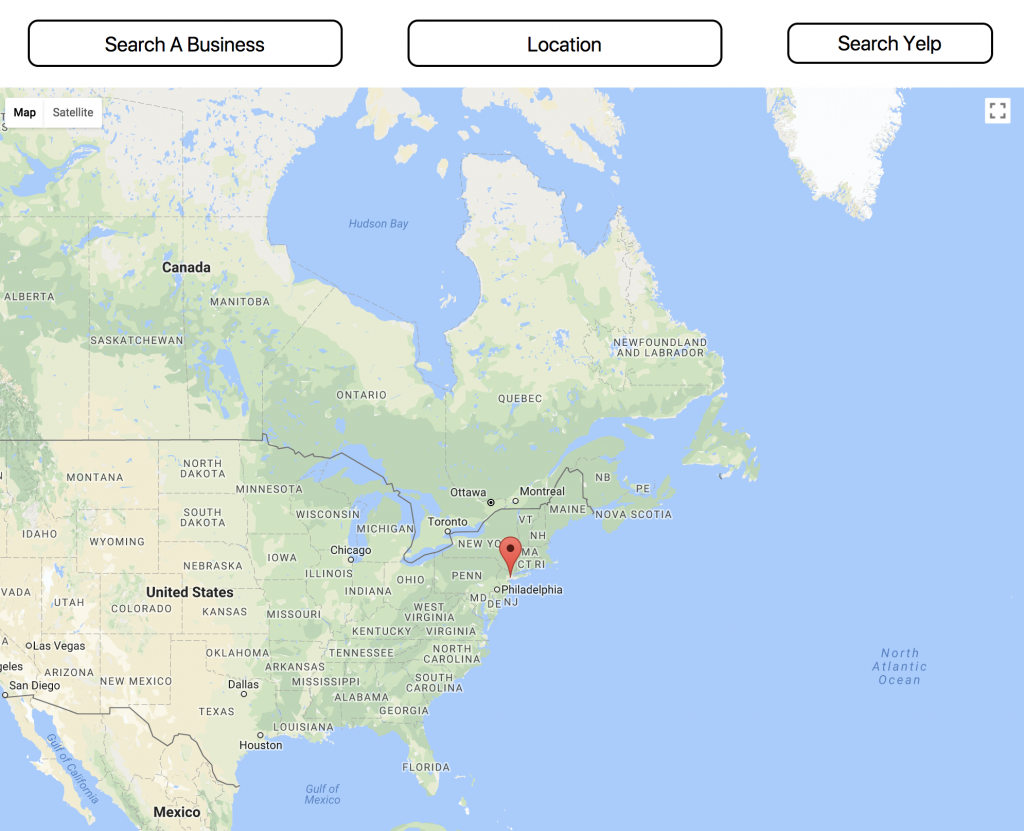 Search A Business
Location
Search Yelp
Map
Satellite
Hudson Bay
Canada
ALBERTA
MANITOBA
SASKATCHEWAN
NEWFOUNDLAND
AND LABRADOR
ONTARIO
QUEBEC
NORTH
DAKOTA
MONTANA
MINNESOTA
NB
PE
Ottawa
Montreal
MAINE
NOVA SCOTIA
SOUTH
DAKOTA
WISCONSIN
MICHIGAN
Toronto
VT
NH
IDAHO
WYOMING
Chicago
NEW YO
MA
IOWA
CT RI
NEBRASKA
ILLINOIS
OHIO
PENN
INDIANA
Philadelphia
VADA
UTAH
United States
MD
DE
NJ
COLORADO
KANSAS
MISSOURI
WEST
VIRGINIA
KENTUCKY
VIRGINIA
Las Vegas
OKLAHOMA
TENNESSEE
NORTH
CAROLINA
North
Atlantic
Ocean
geles
ARIZONA
NEW MEXICO
ARKANSAS
San Diego
Dallas
MISSISSIPPI
SOUTH
CAROLINA
ALABAMA
TEXAS
GEORGIA
LOUISIANA
Houston
Gulf of California
FLORIDA
Gulf of
Mexico
Mexico